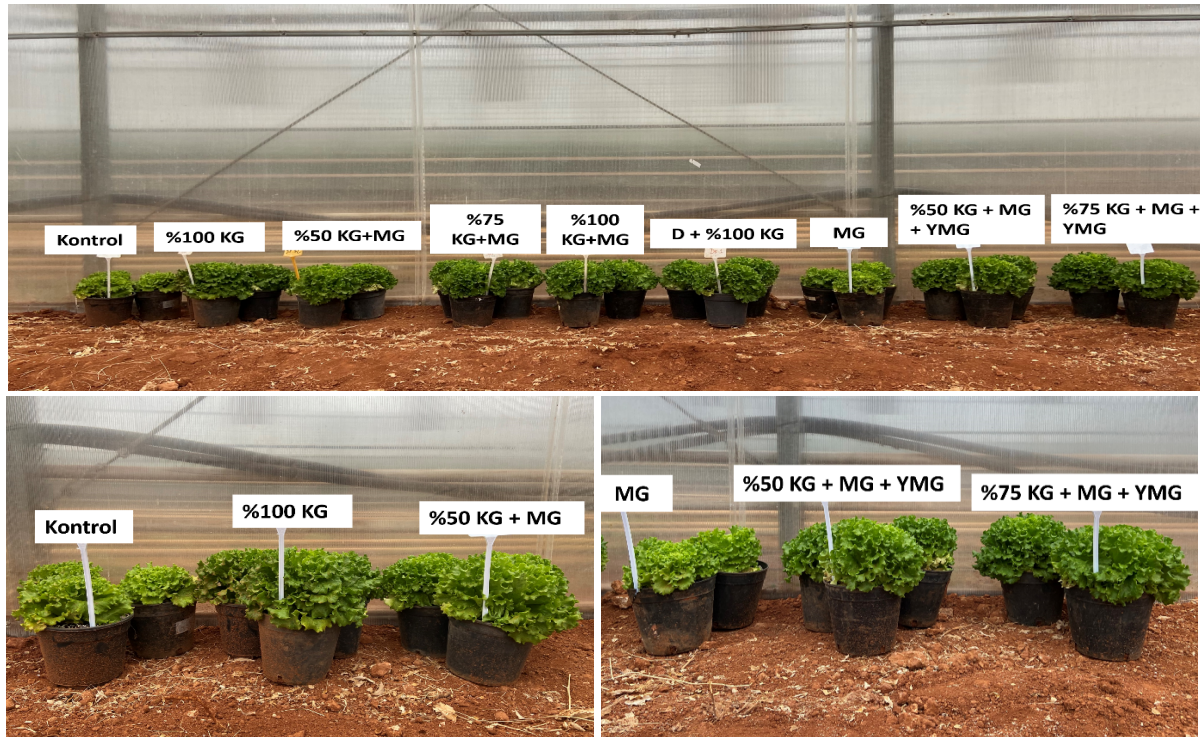 Kontrol
%100 KG
%50 KG+MG
%75
KG+MG
%100
KG+MG
D + %100 KG
MG
%50 KG + MG
+ YMG
%75 KG + MG +
YMG
Kontrol
%100 KG
%50 KG + MG
MG
%50 KG + MG + YMG
%75 KG + MG + YMG